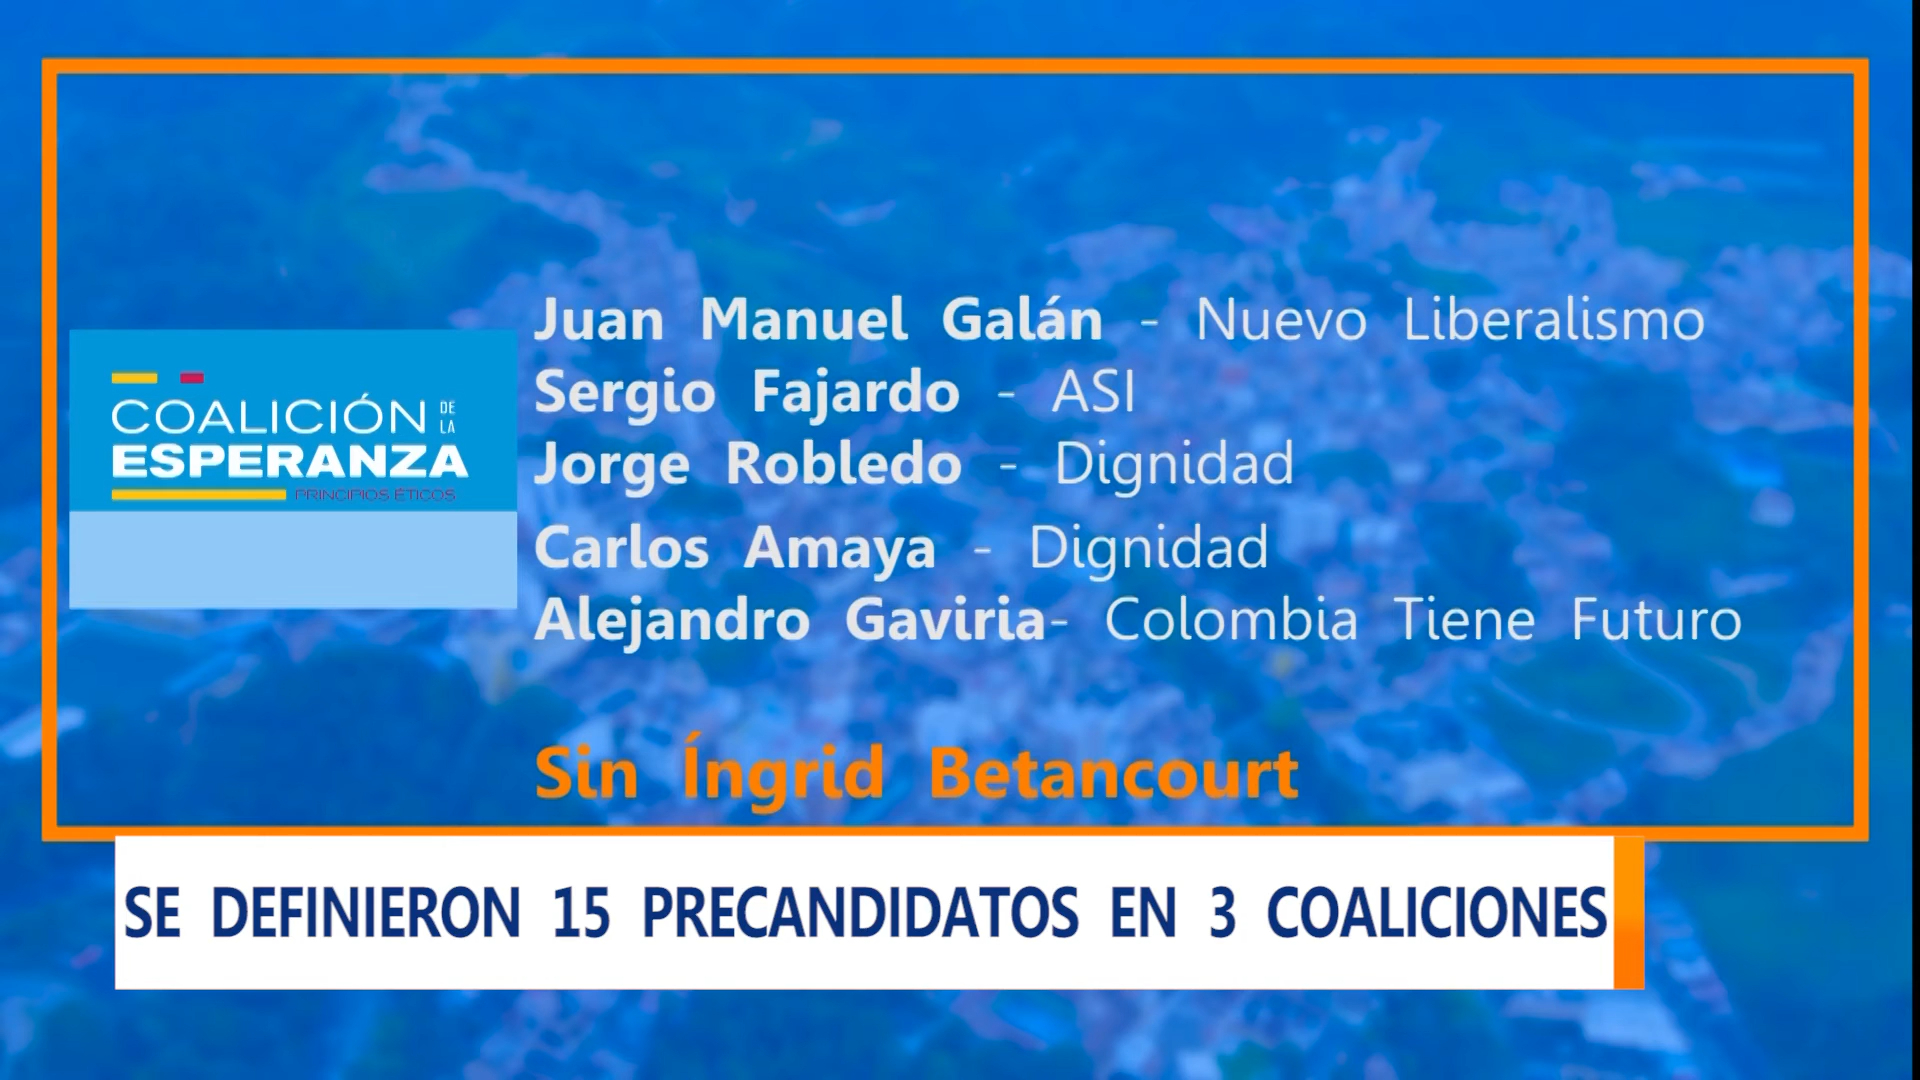 Juan Manuel Galán - Nuevo Liberalismo
Sergio Fajardo - ASI
COALICIÓN DE LA
ESPERANZA
PRINCIPIOS ÉTICOS
Jorge Robledo - Dignidad
Carlos Amaya - Dignidad
Alejandro Gaviria- Colombia Tiene Futuro
Sin Íngrid Betancourt
SE DEFINIERON 15 PRECANDIDATOS EN 3 COALICIONES